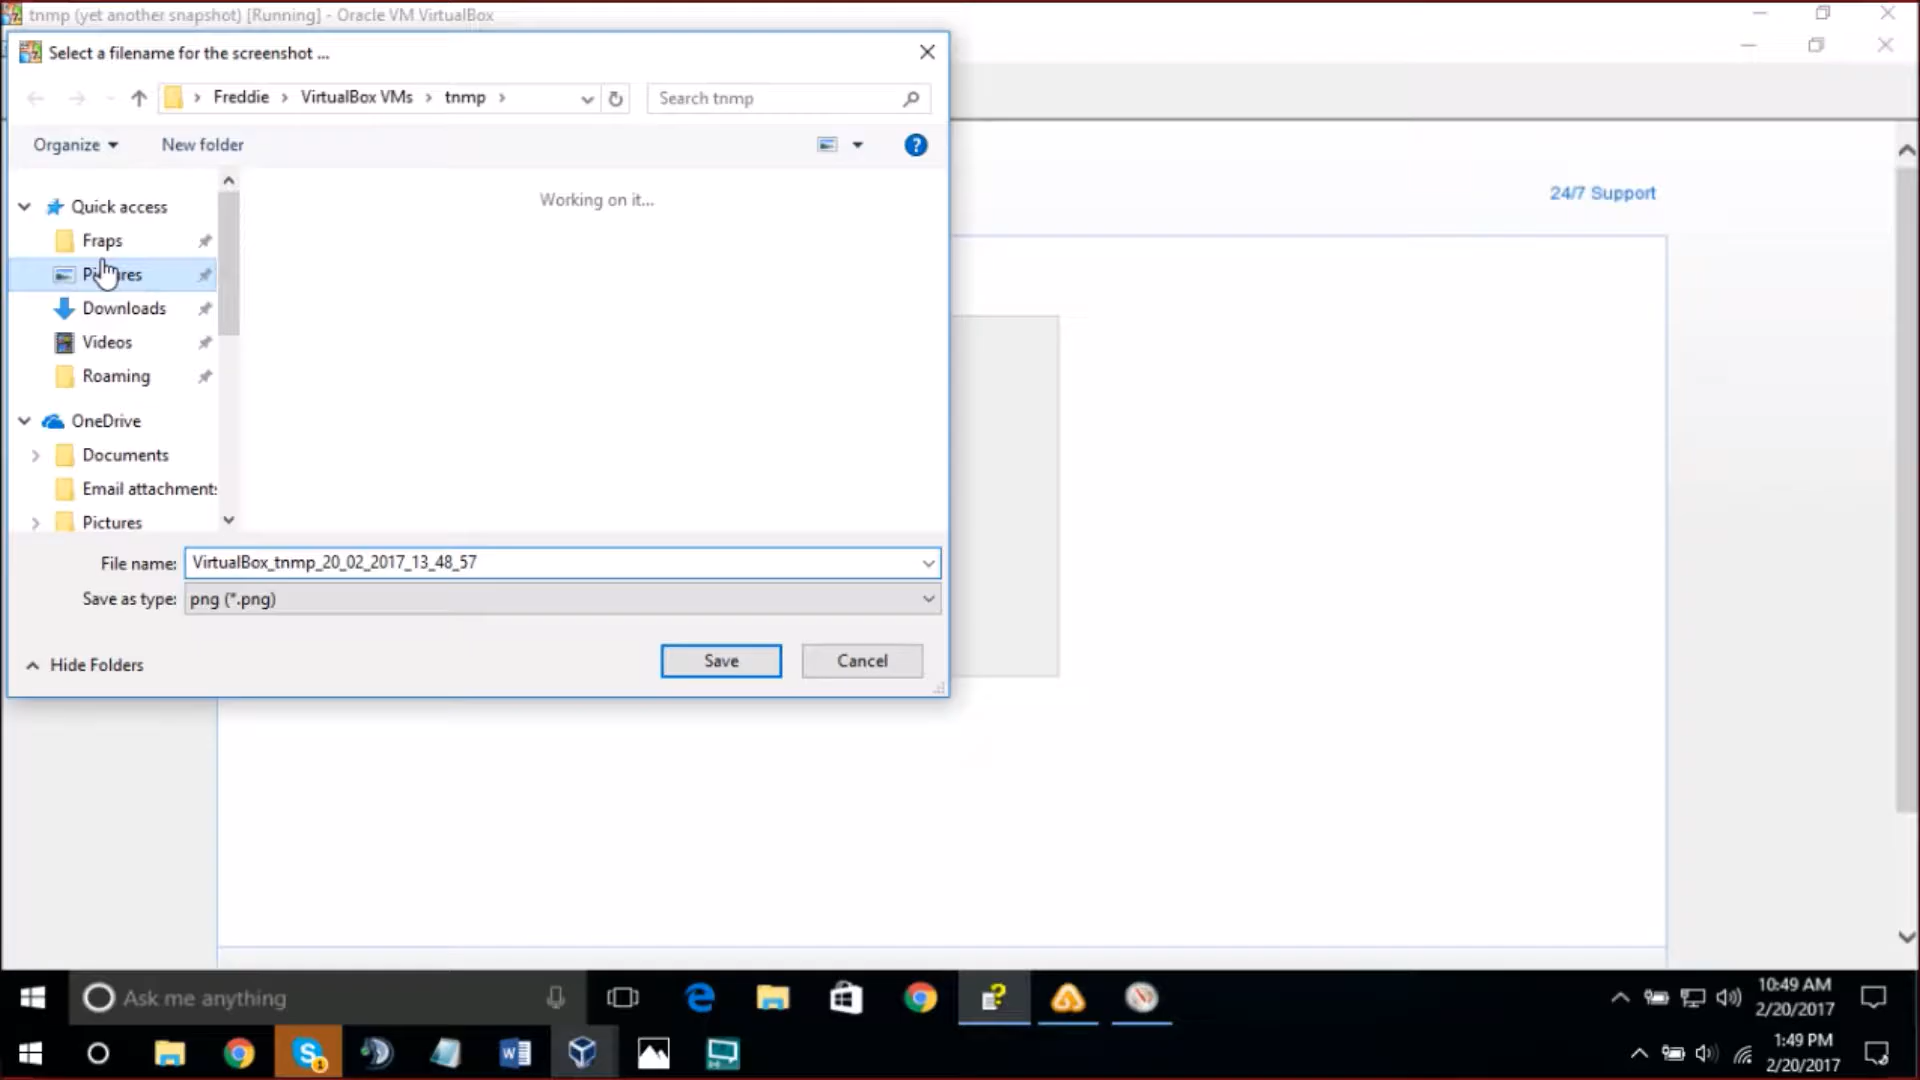 tnmp (yet another snapshot) [Running] - Oracle VM VirtualBox
Select a filename for the screenshot ...
Freddie › VirtualBox VMs › tnmp ›
Search tnmp
Organize
New folder
Working on it...
24/7 Support
Quick access
Fraps
Pictures
Downloads
Videos
Roaming
OneDrive
Documents
Email attachments
Pictures
File name: VirtualBox_tnmp_20_02_2017_13_48_57
Save as type: png (*.png)
Hide Folders
Save
Cancel
Ask me anything
10:49 AM
2/20/2017
1:49 PM
2/20/2017